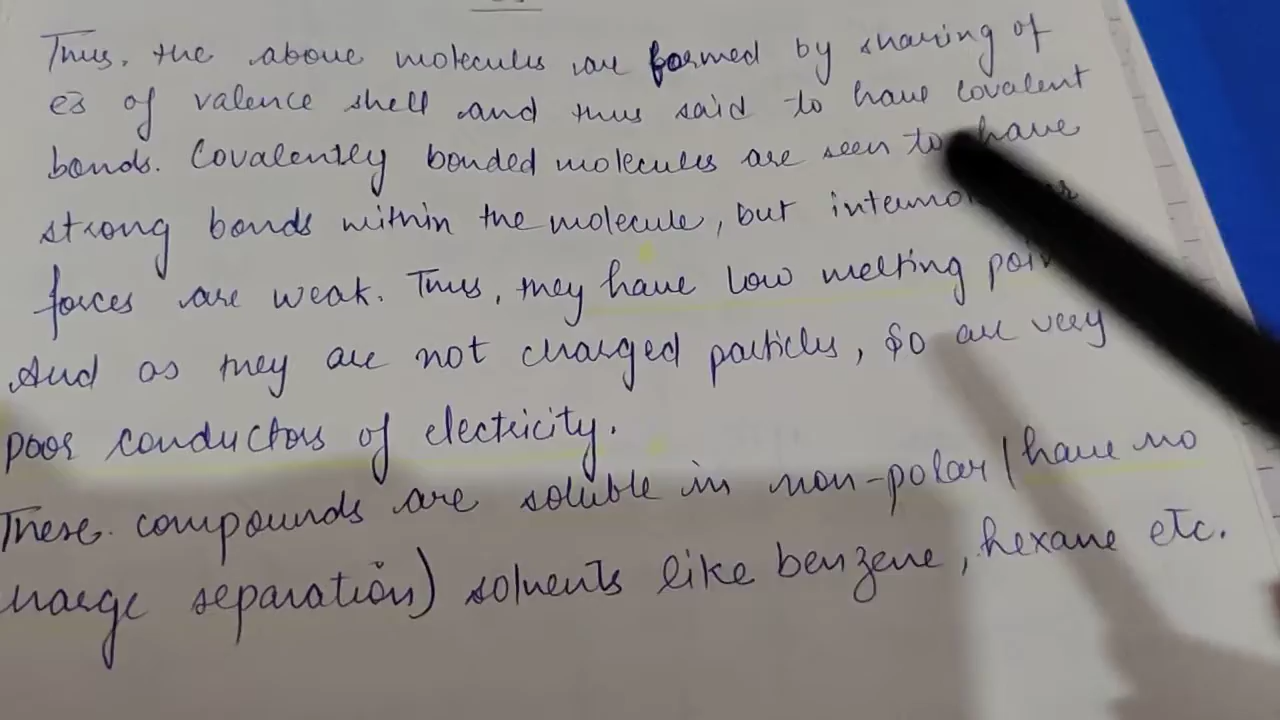 Thus, the above molecules are formed by sharing of
es of valence shell and thus said to have covalent
bonds. Covalently bonded molecules are seen to have
strong bonds within the molecule, but
forces are weak. Thus, they have low melting
And as they are not charged particles, so are very
poor conductors of electricity.
These compounds are soluble in non-polar (have no
separation) solvents like benzene, hexane etc.